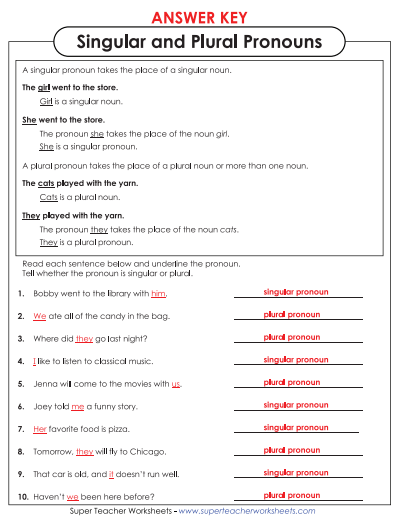 ANSWER KEY
Singular and Plural Pronouns
A singular pronoun takes the place of a singular noun.
The girl went to the store.
Girl is a singular noun.
She went to the store.
The pronoun she takes the place of the noun girl.
She is a singular pronoun.
A plural pronoun takes the place of a plural noun or more than one noun.
The cats played with the yarn.
Cats is a plural noun.
They played with the yarn.
The pronoun they takes the place of the noun cats.
They is a plural pronoun.
Read each sentence below and underline the pronoun.
Tell whether the pronoun is singular or plural.
1. Bobby went to the library with him. singular pronoun
2. We ate all of the candy in the bag. plural pronoun
3. Where did they go last night? plural pronoun
4. I like to listen to classical music. singular pronoun
5. Jenna will come to the movies with us. plural pronoun
6. Joey told me a funny story. singular pronoun
7. Her favorite food is pizza. singular pronoun
8. Tomorrow, they will fly to Chicago. plural pronoun
9. That car is old, and it doesn't run well. singular pronoun
10. Haven't we been here before? plural pronoun
Super Teacher Worksheets - www.superteacherworksheets.com